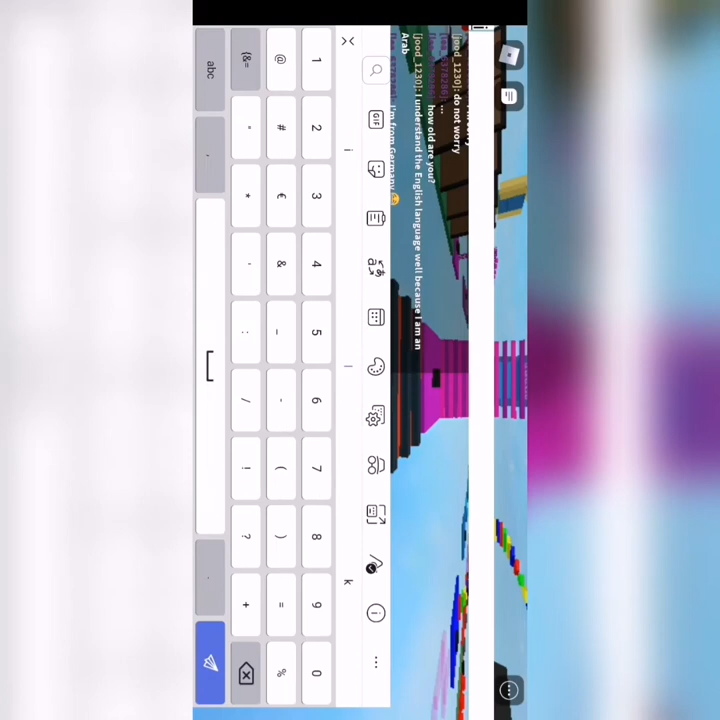 [jood_1230]: do not worry
...
how old are you?
[jood_1230]: I understand the English language well because I am an
Arab
I'm from Germany 😄
GIF
i
l
k
1 2 3 4 5 6 7 8 9 0
@ # € & _ - ( ) = %
{&= " * ' : / ! ? +
abc , .